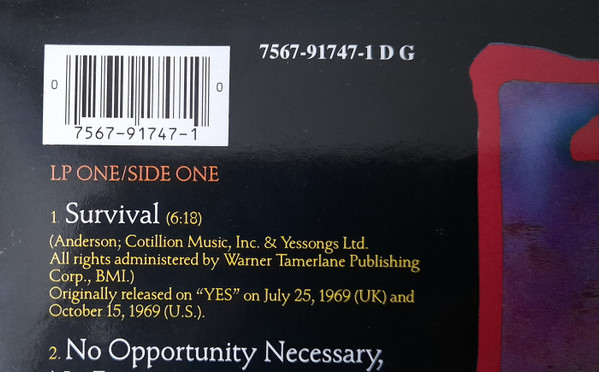 7567-91747-1 D G
0 0
7567-91747-1
LP ONE/SIDE ONE
1. Survival (6:18)
(Anderson; Cotillion Music, Inc. & Yessongs Ltd.
All rights administered by Warner Tamerlane Publishing
Corp., BMI.)
Originally released on “YES” on July 25, 1969 (UK) and
October 15, 1969 (U.S.).
2. No Opportunity Necessary,